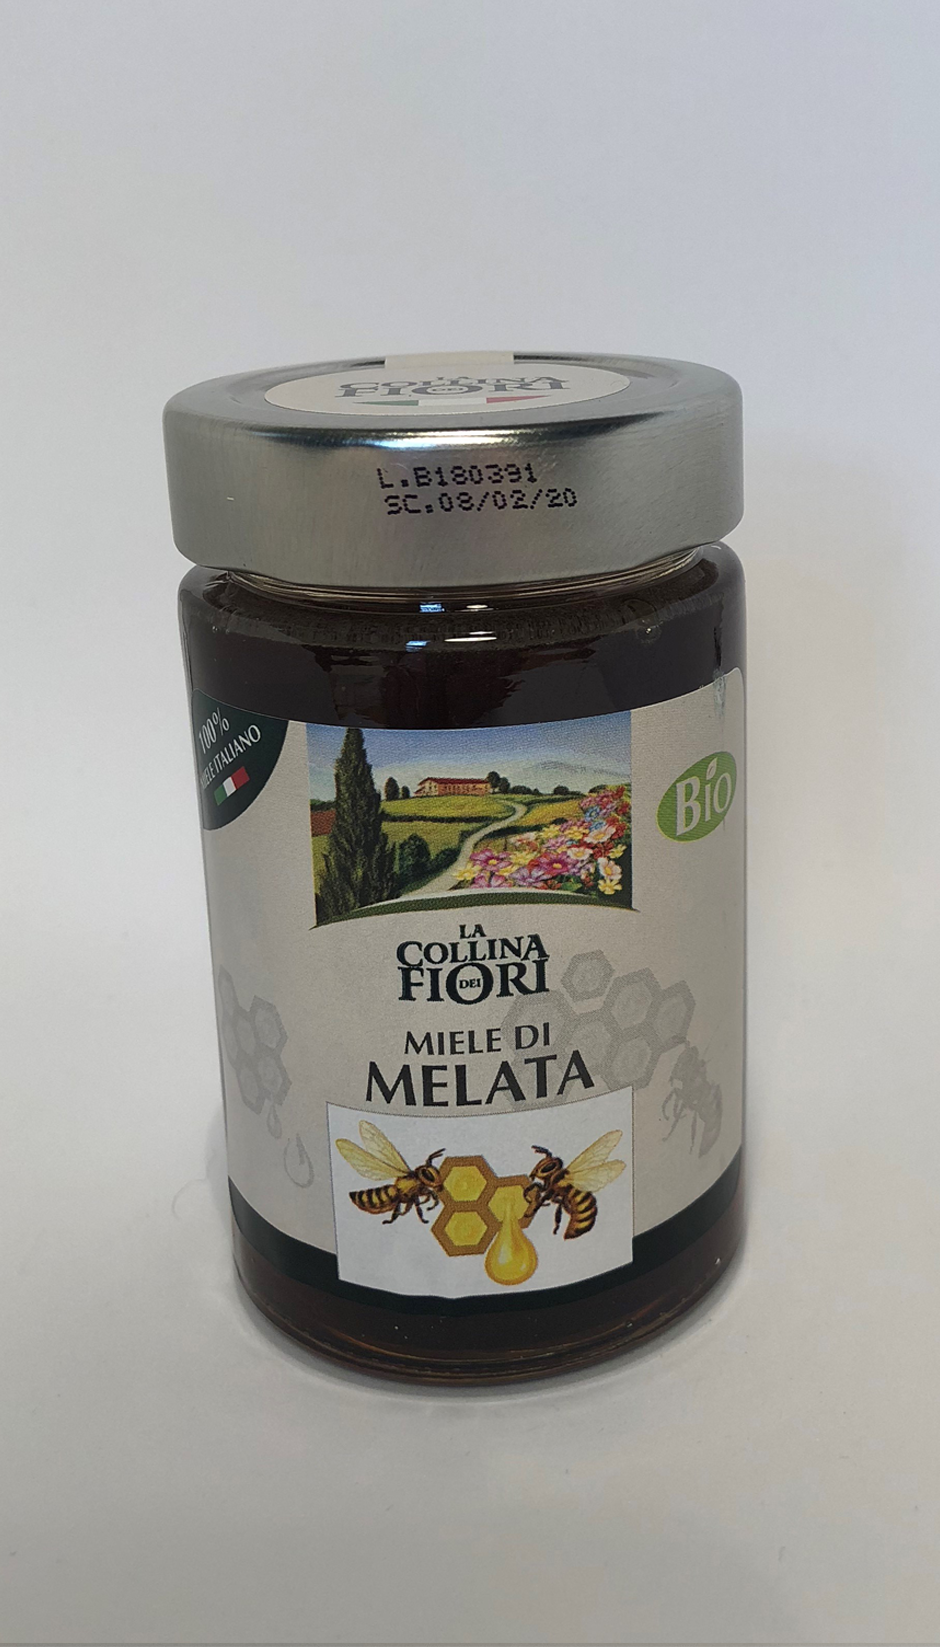 LA
COLLINA
DEI
FIORI
L.B180391
SC.08/02/20
100%
MIELE ITALIANO
Bio
LA
COLLINA
DEI
FIORI
MIELE DI
MELATA